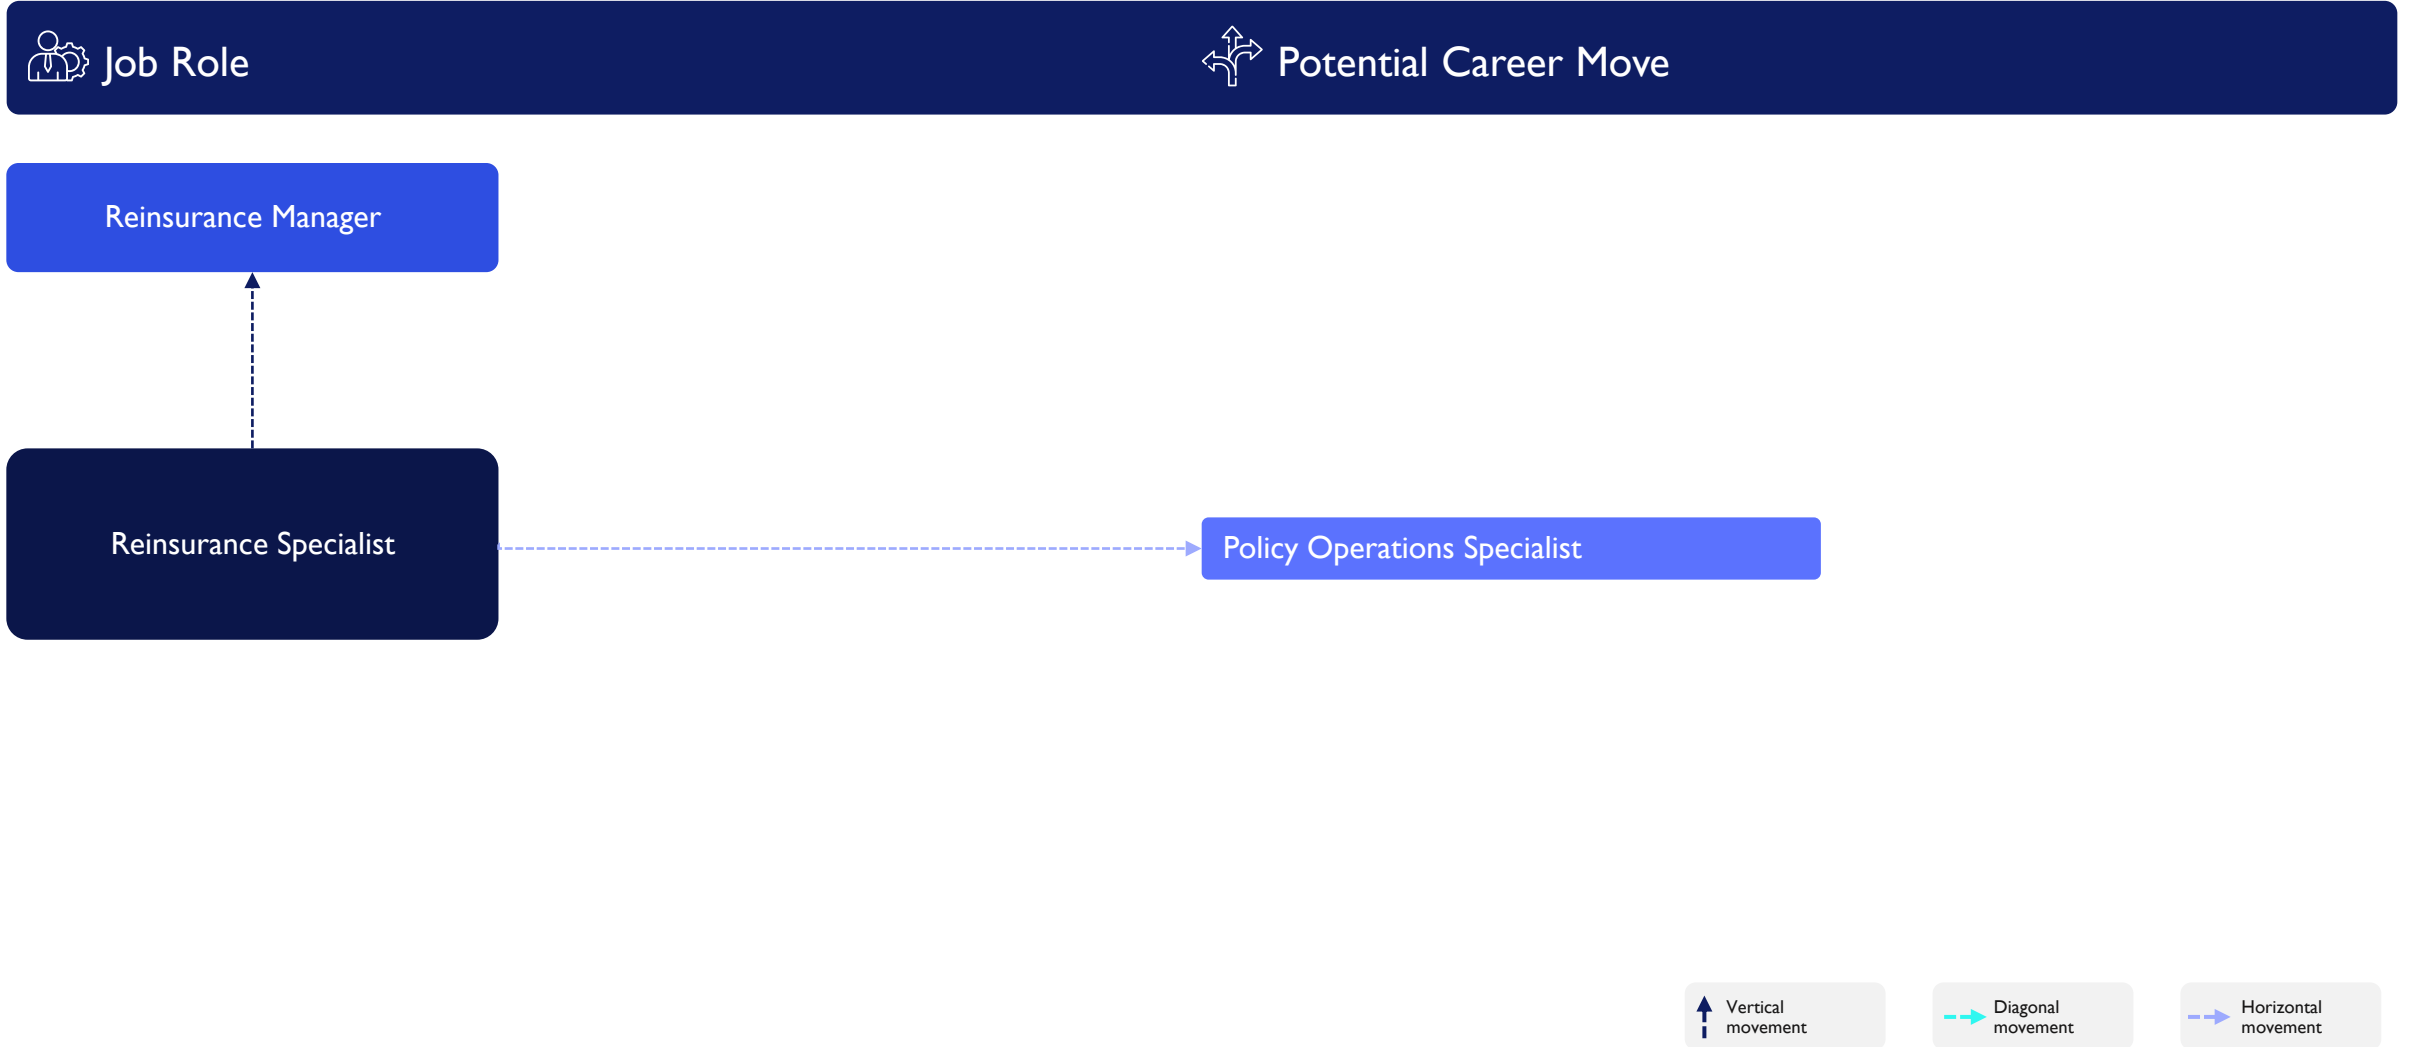 Job Role
Potential Career Move
Reinsurance Manager
Reinsurance Specialist
Policy Operations Specialist
Vertical
movement
Diagonal
movement
Horizontal
movement